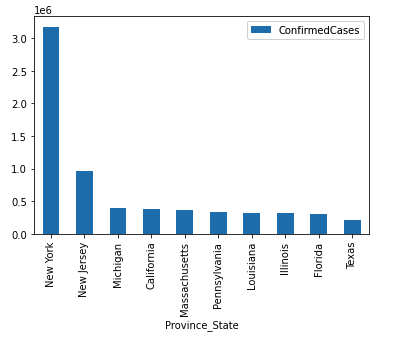 1e6
ConfirmedCases
3.0
2.5
2.0
1.5
1.0
0.5
0.0
New York
New Jersey
Michigan
California
Massachusetts
Pennsylvania
Louisiana
Illinois
Florida
Texas
Province_State